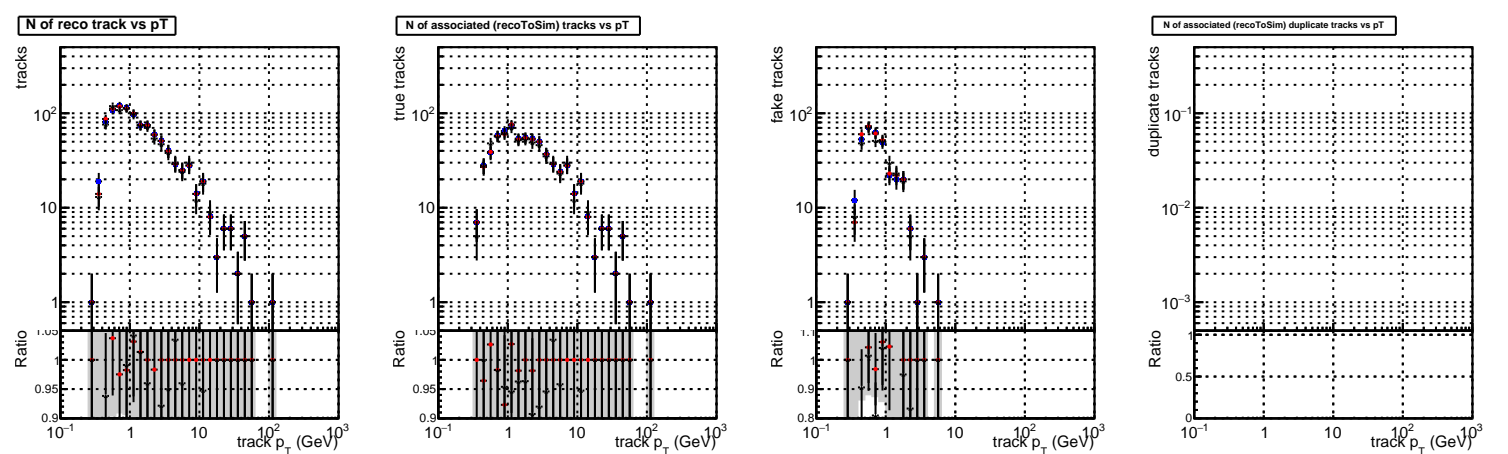 N of reco track vs pT
tracks
10²
10
1
Ratio
1.05
1
0.95
0.9
10⁻¹ 1 10 10² 10³
track p_T (GeV)
N of associated (recoToSim) tracks vs pT
true tracks
10²
10
1
Ratio
1.05
1
0.95
0.9
10⁻¹ 1 10 10² 10³
track p_T (GeV)
fake tracks
10²
10
1
Ratio
1.1
1
0.9
0.8
10⁻¹ 1 10 10² 10³
track p_T (GeV)
N of associated (recoToSim) duplicate tracks vs pT
duplicate tracks
10⁻¹
10⁻²
10⁻³
Ratio
1
0.5
0
10⁻¹ 1 10 10² 10³
track p_T (GeV)